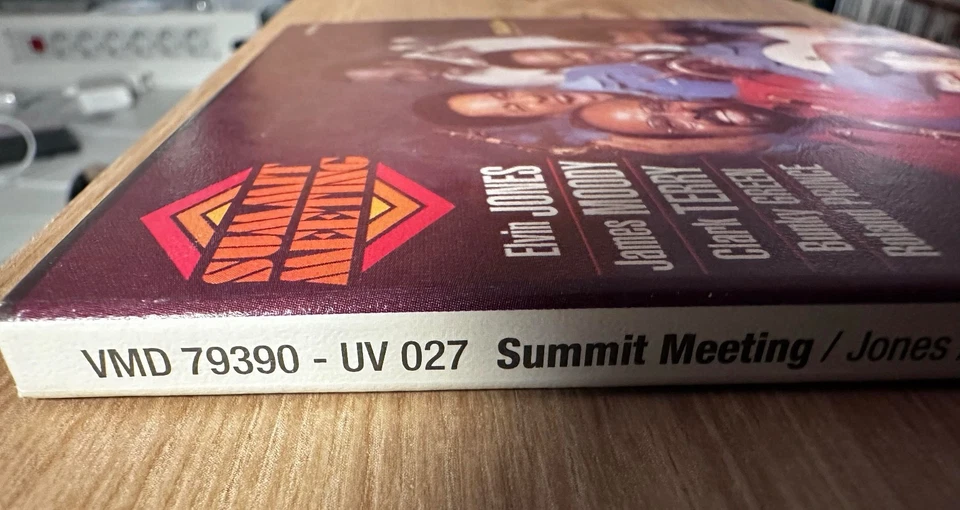 SUMMIT
MEETING
Elvin JONES
James MOODY
Clark TERRY
Bunky GREEN
Roland PRINCE
VMD 79390 - UV 027 Summit Meeting / Jones /